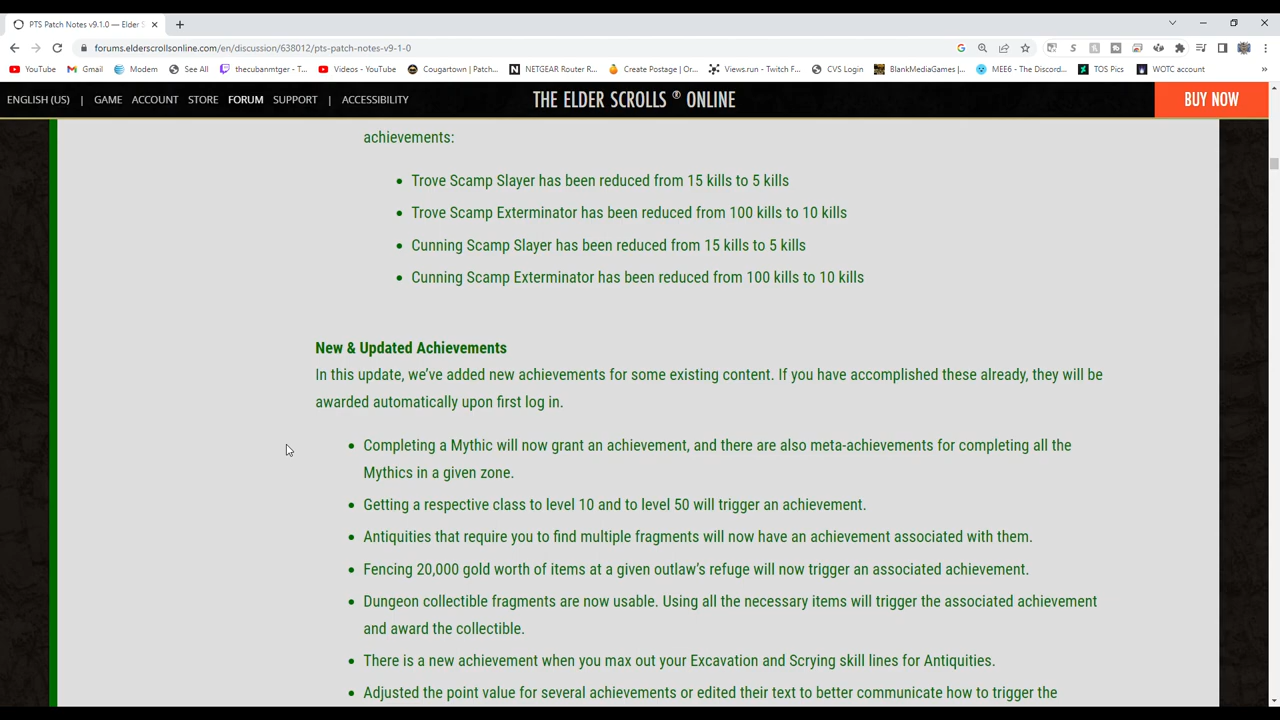 PTS Patch Notes v9.1.0 — Elder S
forums.elderscrollsonline.com/en/discussion/638012/pts-patch-notes-v9-1-0
YouTube Gmail Modem See All thecubanmtger - T... Videos - YouTube Cougartown | Patch... NETGEAR Router R... Create Postage | Or... Views.run - Twitch F... CVS Login BlankMediaGames |... MEE6 - The Discord... TOS Pics WOTC account »
ENGLISH (US) | GAME ACCOUNT STORE FORUM SUPPORT | ACCESSIBILITY THE ELDER SCROLLS ® ONLINE BUY NOW
achievements:
• Trove Scamp Slayer has been reduced from 15 kills to 5 kills
• Trove Scamp Exterminator has been reduced from 100 kills to 10 kills
• Cunning Scamp Slayer has been reduced from 15 kills to 5 kills
• Cunning Scamp Exterminator has been reduced from 100 kills to 10 kills
New & Updated Achievements
In this update, we’ve added new achievements for some existing content. If you have accomplished these already, they will be
awarded automatically upon first log in.
• Completing a Mythic will now grant an achievement, and there are also meta-achievements for completing all the
Mythics in a given zone.
• Getting a respective class to level 10 and to level 50 will trigger an achievement.
• Antiquities that require you to find multiple fragments will now have an achievement associated with them.
• Fencing 20,000 gold worth of items at a given outlaw’s refuge will now trigger an associated achievement.
• Dungeon collectible fragments are now usable. Using all the necessary items will trigger the associated achievement
and award the collectible.
• There is a new achievement when you max out your Excavation and Scrying skill lines for Antiquities.
• Adjusted the point value for several achievements or edited their text to better communicate how to trigger the